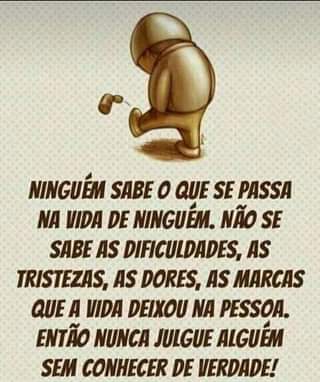 NINGUÉM SABE O QUE SE PASSA
NA VIDA DE NINGUÉM. NÃO SE
SABE AS DIFICULDADES, AS
TRISTEZAS, AS DORES, AS MARCAS
QUE A VIDA DEIXOU NA PESSOA.
ENTÃO NUNCA JULGUE ALGUÉM
SEM CONHECER DE VERDADE!